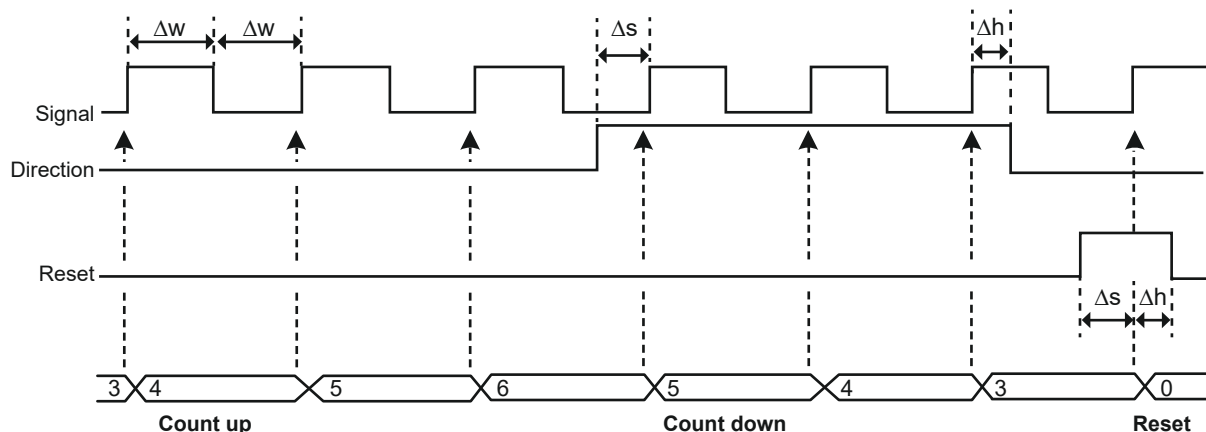 Δw Δw Δs Δh
Signal
Direction
Reset
Δs Δh
3 4 5 6 5 4 3 0
Count up Count down Reset